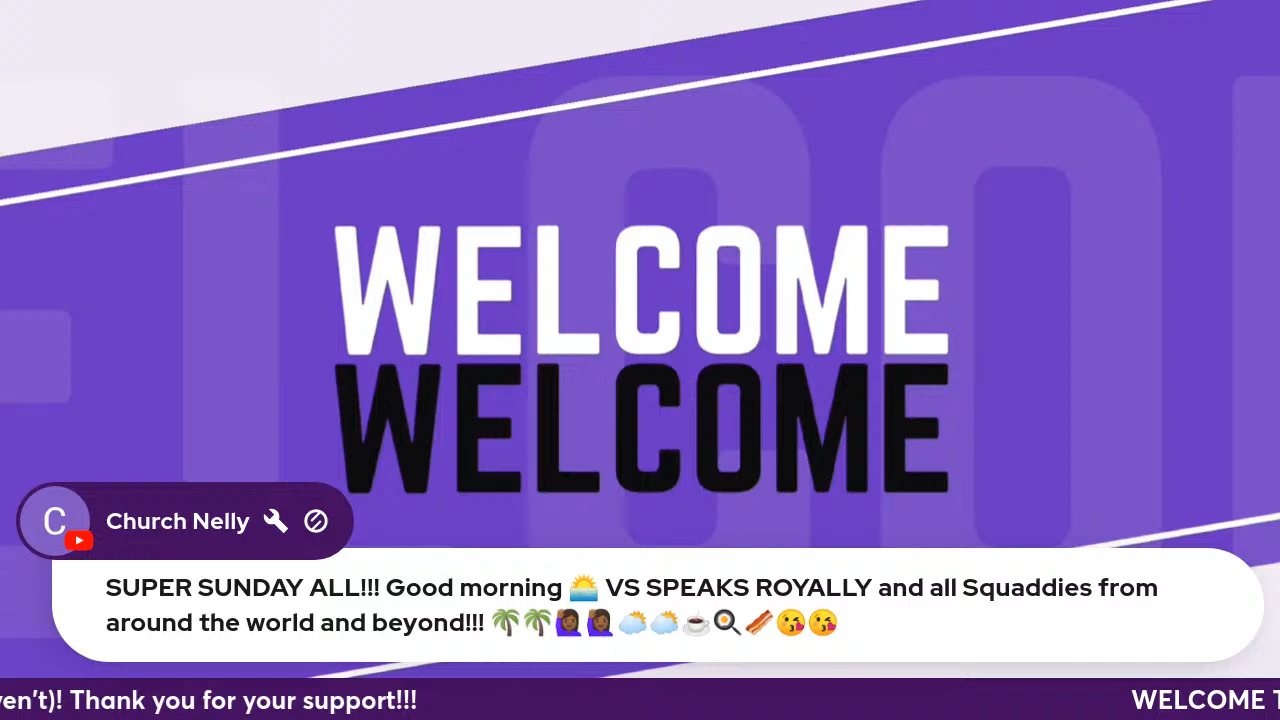 WELCOME
WELCOME
C
Church Nelly
SUPER SUNDAY ALL!!! Good morning 🌅 VS SPEAKS ROYALLY and all Squaddies from
around the world and beyond!!! 🌴🌴🙋🏾‍♀️🙋🏾‍♀️🌥️🌥️☕🍳🥓😘😘
Thank you for your support!!!
WELCOME